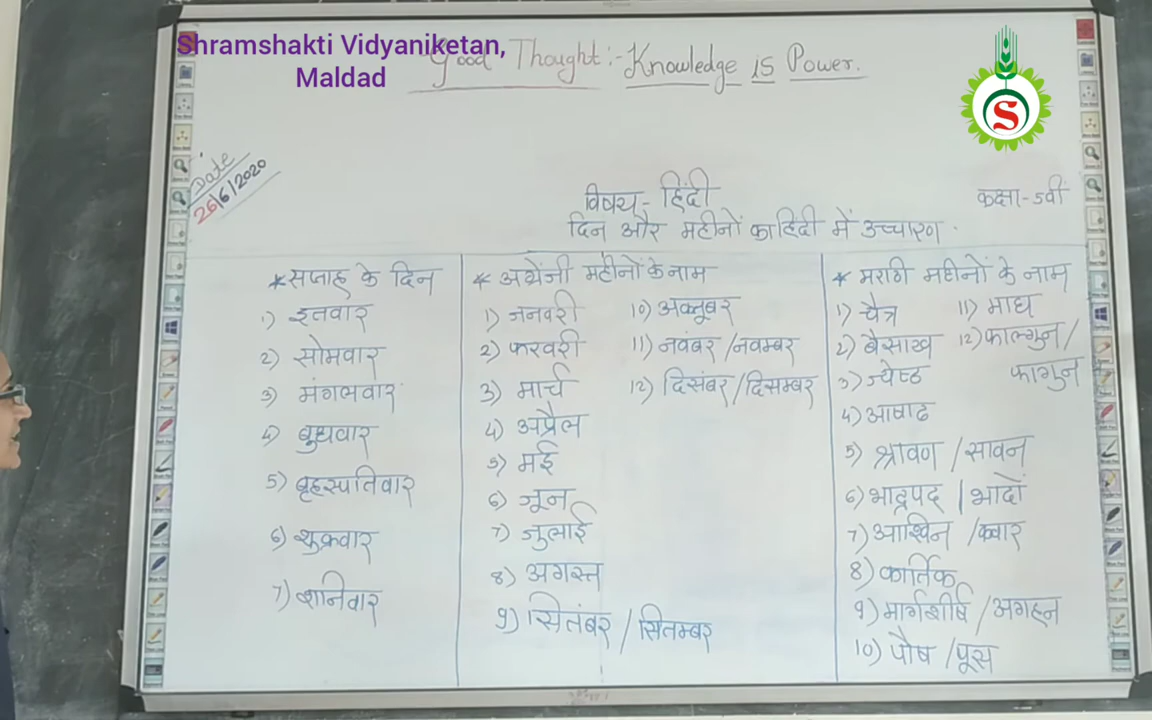 Shramshakti Vidyaniketan,
Maldad
Good Thought:- Knowledge is Power.
S
Date
26/6/2020
विषय- हिंदी
कक्षा-5वीं
दिन और महीनों का हिंदी में उच्चारण.
*सप्ताह के दिन
1) इतवार
2) सोमवार
3) मंगलवार
4) बुधवार
5) बृहस्पतिवार
6) शुक्रवार
7) शनिवार
* अंग्रेजी महीनों के नाम
1) जनवरी
2) फरवरी
3) मार्च
4) अप्रैल
5) मई
6) जून
7) जुलाई
8) अगस्त
9) सितंबर / सितम्बर
10) अक्तूबर
11) नवंबर / नवम्बर
12) दिसंबर / दिसम्बर
* मराठी महीनों के नाम
1) चैत्र
2) बैसाख
3) ज्येष्ठ
4) आषाढ
5) श्रावण / सावन
6) भाद्रपद / भादों
7) आश्विन / क्वार
8) कार्तिक
9) मार्गशीर्ष / अगहन
10) पौष / पूस
11) माघ
12) फाल्गुन /
फागुन